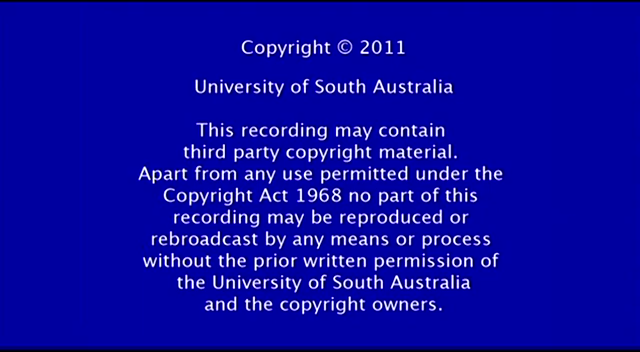 Copyright © 2011
University of South Australia
This recording may contain
third party copyright material.
Apart from any use permitted under the
Copyright Act 1968 no part of this
recording may be reproduced or
rebroadcast by any means or process
without the prior written permission of
the University of South Australia
and the copyright owners.